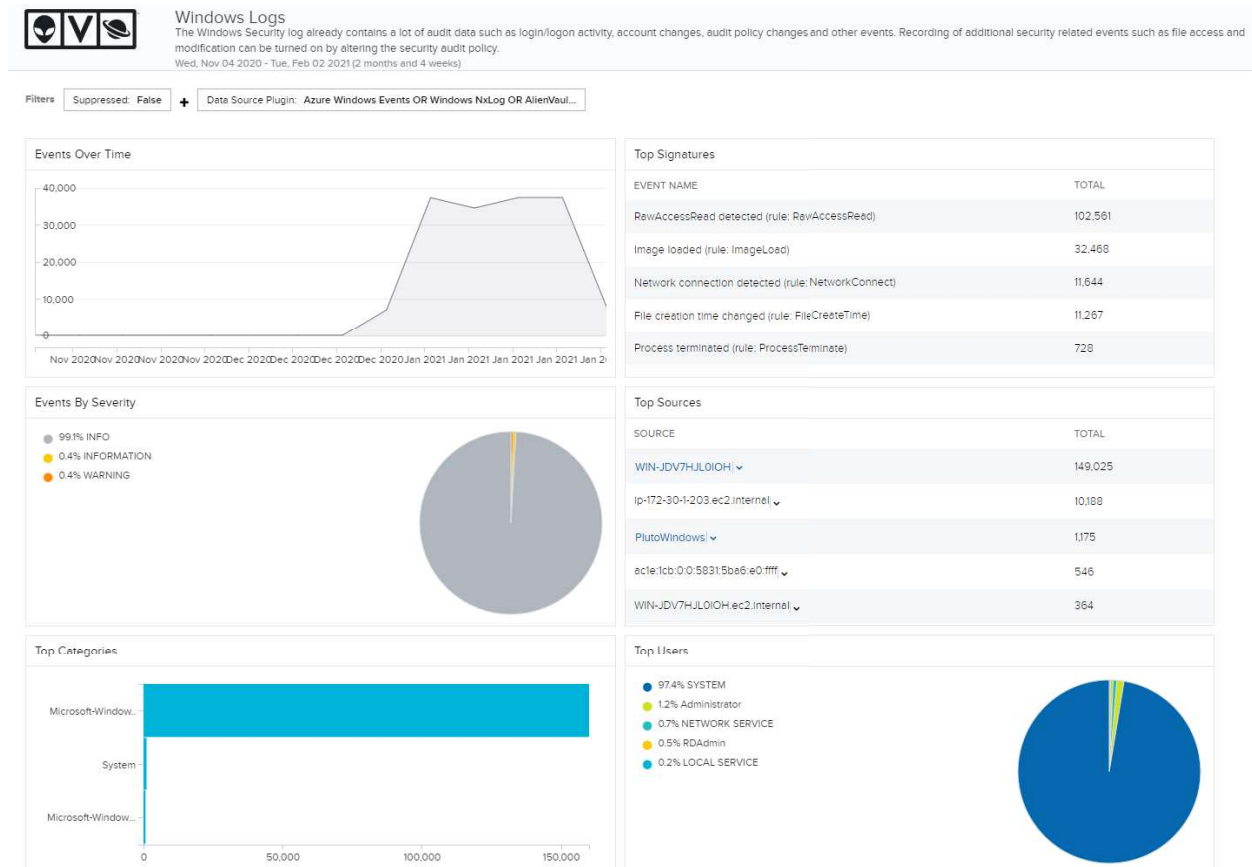 V
Windows Logs
The Windows Security log already contains a lot of audit data such as login/logon activity, account changes, audit policy changes and other events. Recording of additional security related events such as file access and
modification can be turned on by altering the security audit policy.
Wed, Nov 04 2020 - Tue, Feb 02 2021 (2 months and 4 weeks)
Filters Suppressed: False + Data Source Plugin: Azure Windows Events OR Windows NxLog OR AlienVaul...
Events Over Time
40,000
30,000
20,000
10,000
0
Nov 2020 Nov 2020 Nov 2020 Nov 2020 Dec 2020 Dec 2020 Dec 2020 Dec 2020 Jan 2021 Jan 2021 Jan 2021 Jan 2021 Jan 2
Top Signatures
EVENT NAME TOTAL
RawAccessRead detected (rule: RawAccessRead) 102,561
Image loaded (rule: ImageLoad) 32,468
Network connection detected (rule: NetworkConnect) 11,644
File creation time changed (rule: FileCreateTime) 11,267
Process terminated (rule: ProcessTerminate) 728
Events By Severity
99.1% INFO
0.4% INFORMATION
0.4% WARNING
Top Sources
SOURCE TOTAL
WIN-JDV7HJL0IOH 149,025
ip-172-30-1-203.ec2.internal 10,188
PlutoWindows 1,175
ac1e:1cb:0:0:5831:5ba6:e0:ffff 546
WIN-JDV7HJL0IOH.ec2.internal 364
Top Categories
Microsoft-Window..
System
Microsoft-Window...
0 50,000 100,000 150,000
Top Users
97.4% SYSTEM
1.2% Administrator
0.7% NETWORK SERVICE
0.5% RDAdmin
0.2% LOCAL SERVICE